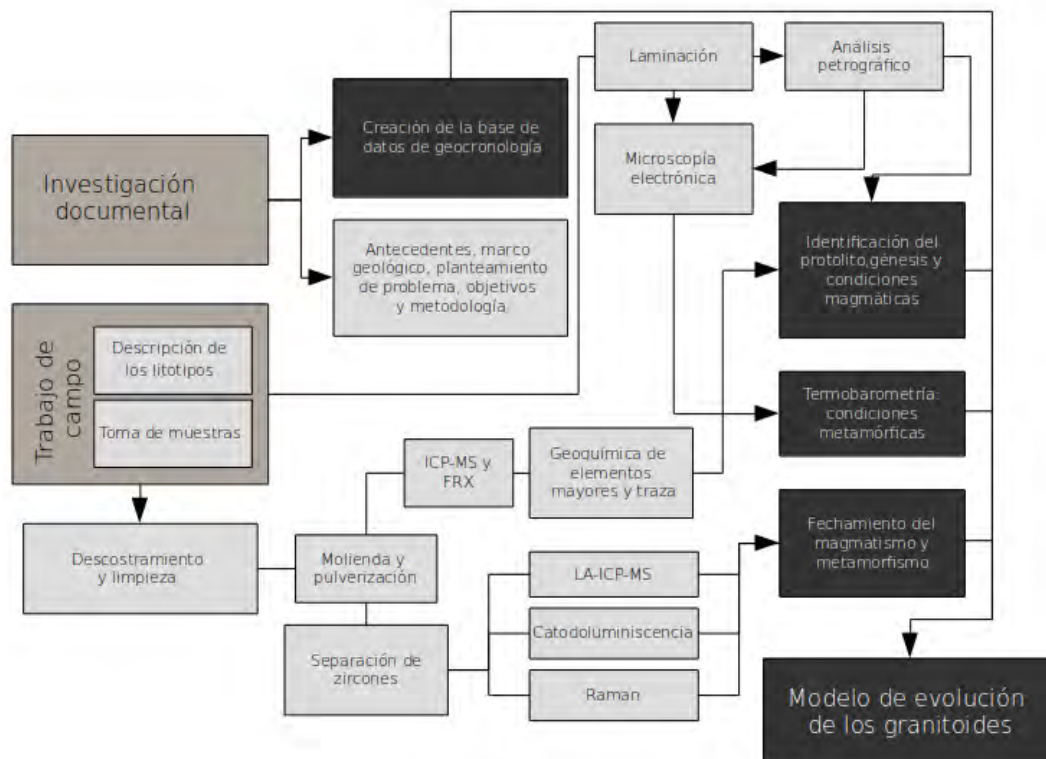 Laminación
Análisis
petrográfico
Creación de la base de
datos de geocronología
Microscopía
electrónica
Investigación
documental
Identificación del
protolito,génesis y
condiciones
magmáticas
Antecedentes, marco
geológico, planteamiento
de problema, objetivos
y metodología.
Trabajo de
campo
Descripción de
los litotipos
Toma de muestras
Termobarometría:
condiciones
metamórficas
ICP-MS y
FRX
Geoquímica de
elementos
mayores y traza
Descostramiento
y limpieza
Molienda y
pulverización
Fechamiento del
magmatismo y
metamorfismo
LA-ICP-MS
Catodoluminiscencia
Separación de
zircones
Raman
Modelo de evolución
de los granitoides